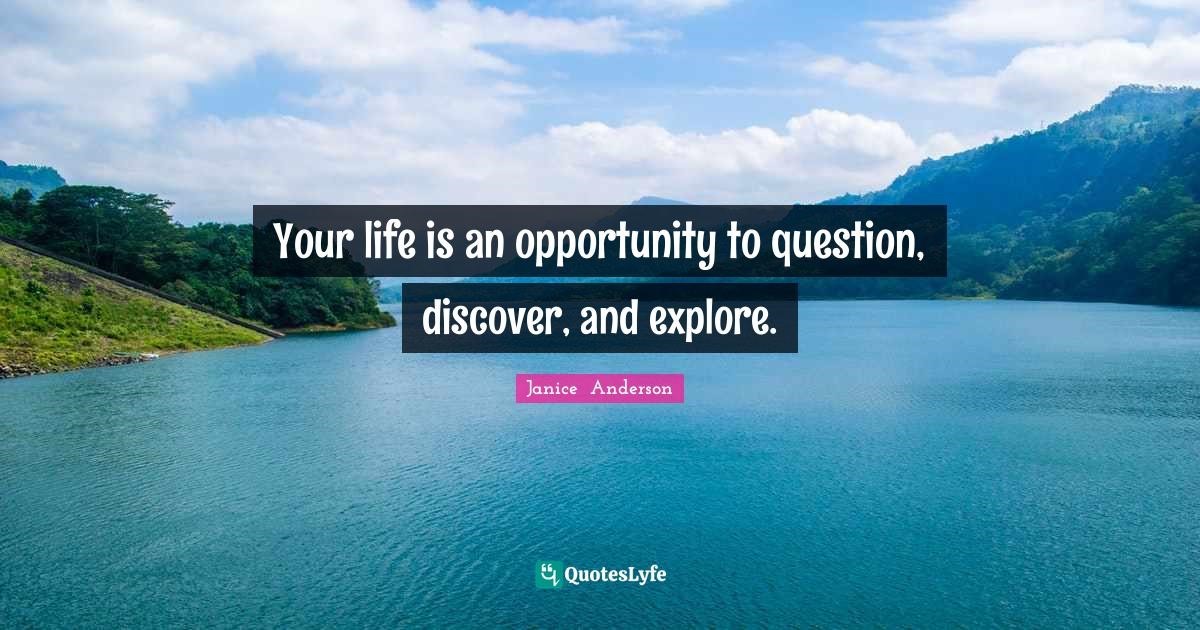 Your life is an opportunity to question,
discover, and explore.
Janice Anderson
QuotesLyfe